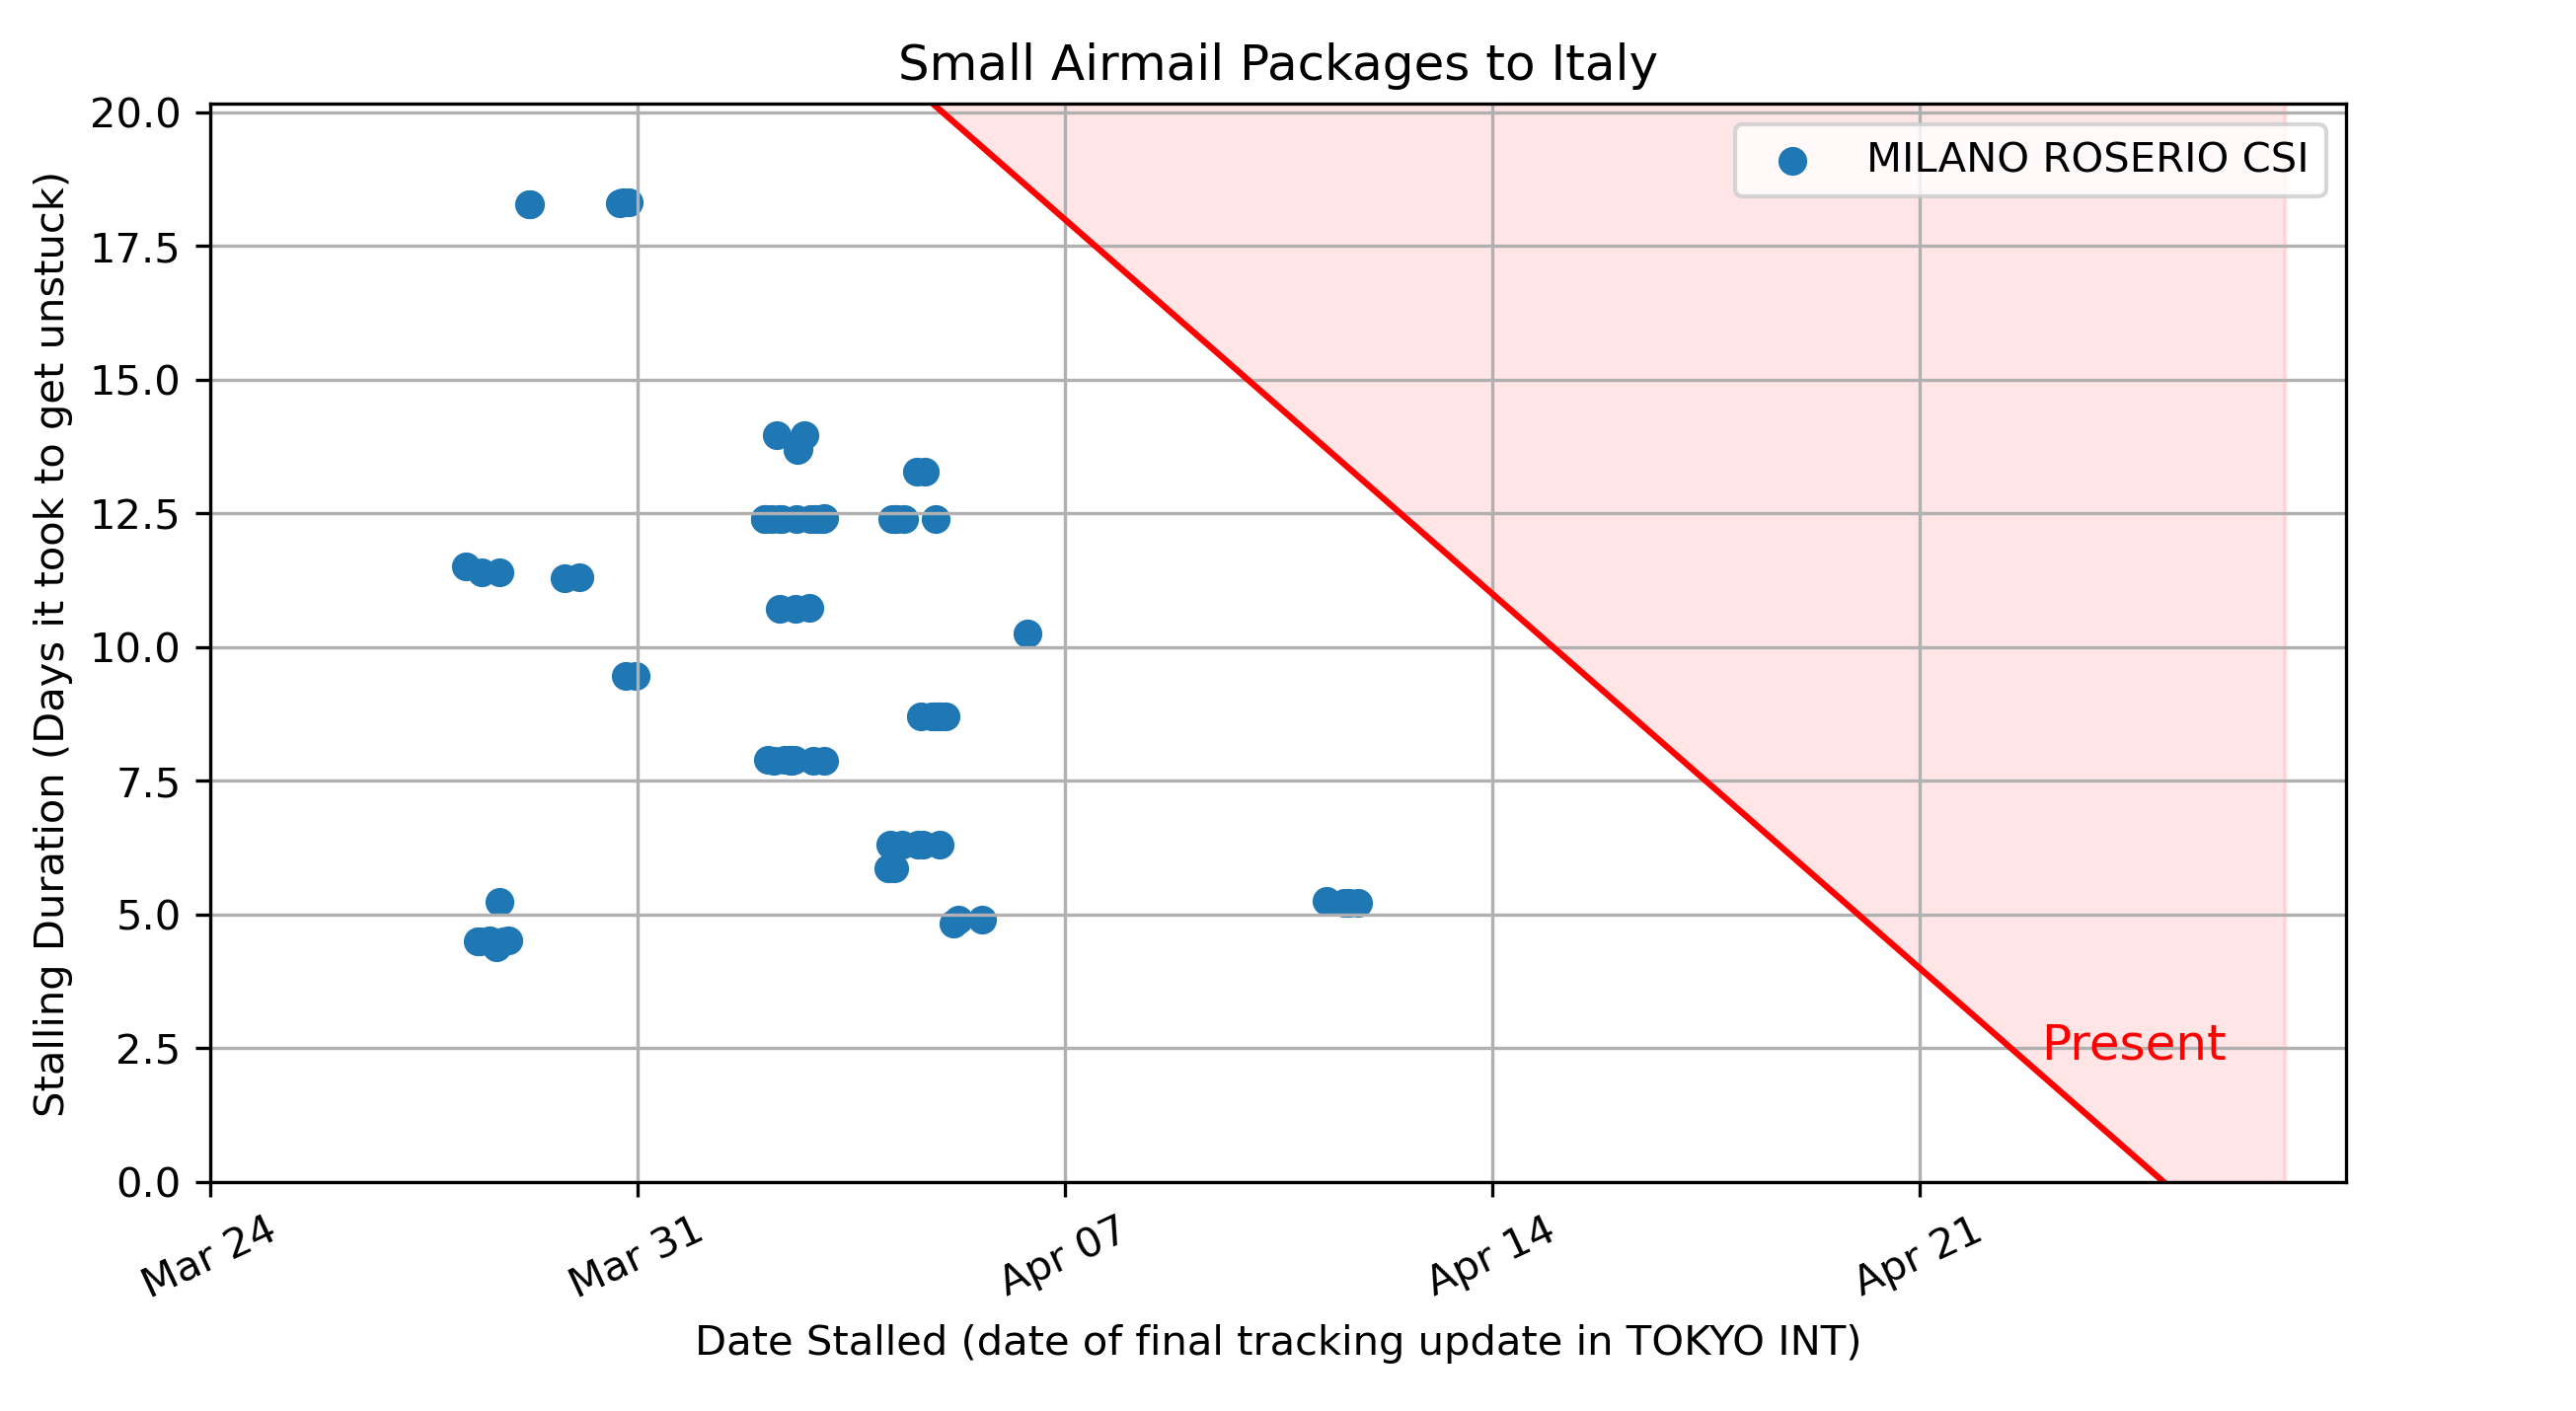 Small Airmail Packages to Italy
MILANO ROSERIO CSI
Stalling Duration (Days it took to get unstuck)
20.0
17.5
15.0
12.5
10.0
7.5
5.0
2.5
0.0
Present
Mar 24
Mar 31
Apr 07
Apr 14
Apr 21
Date Stalled (date of final tracking update in TOKYO INT)